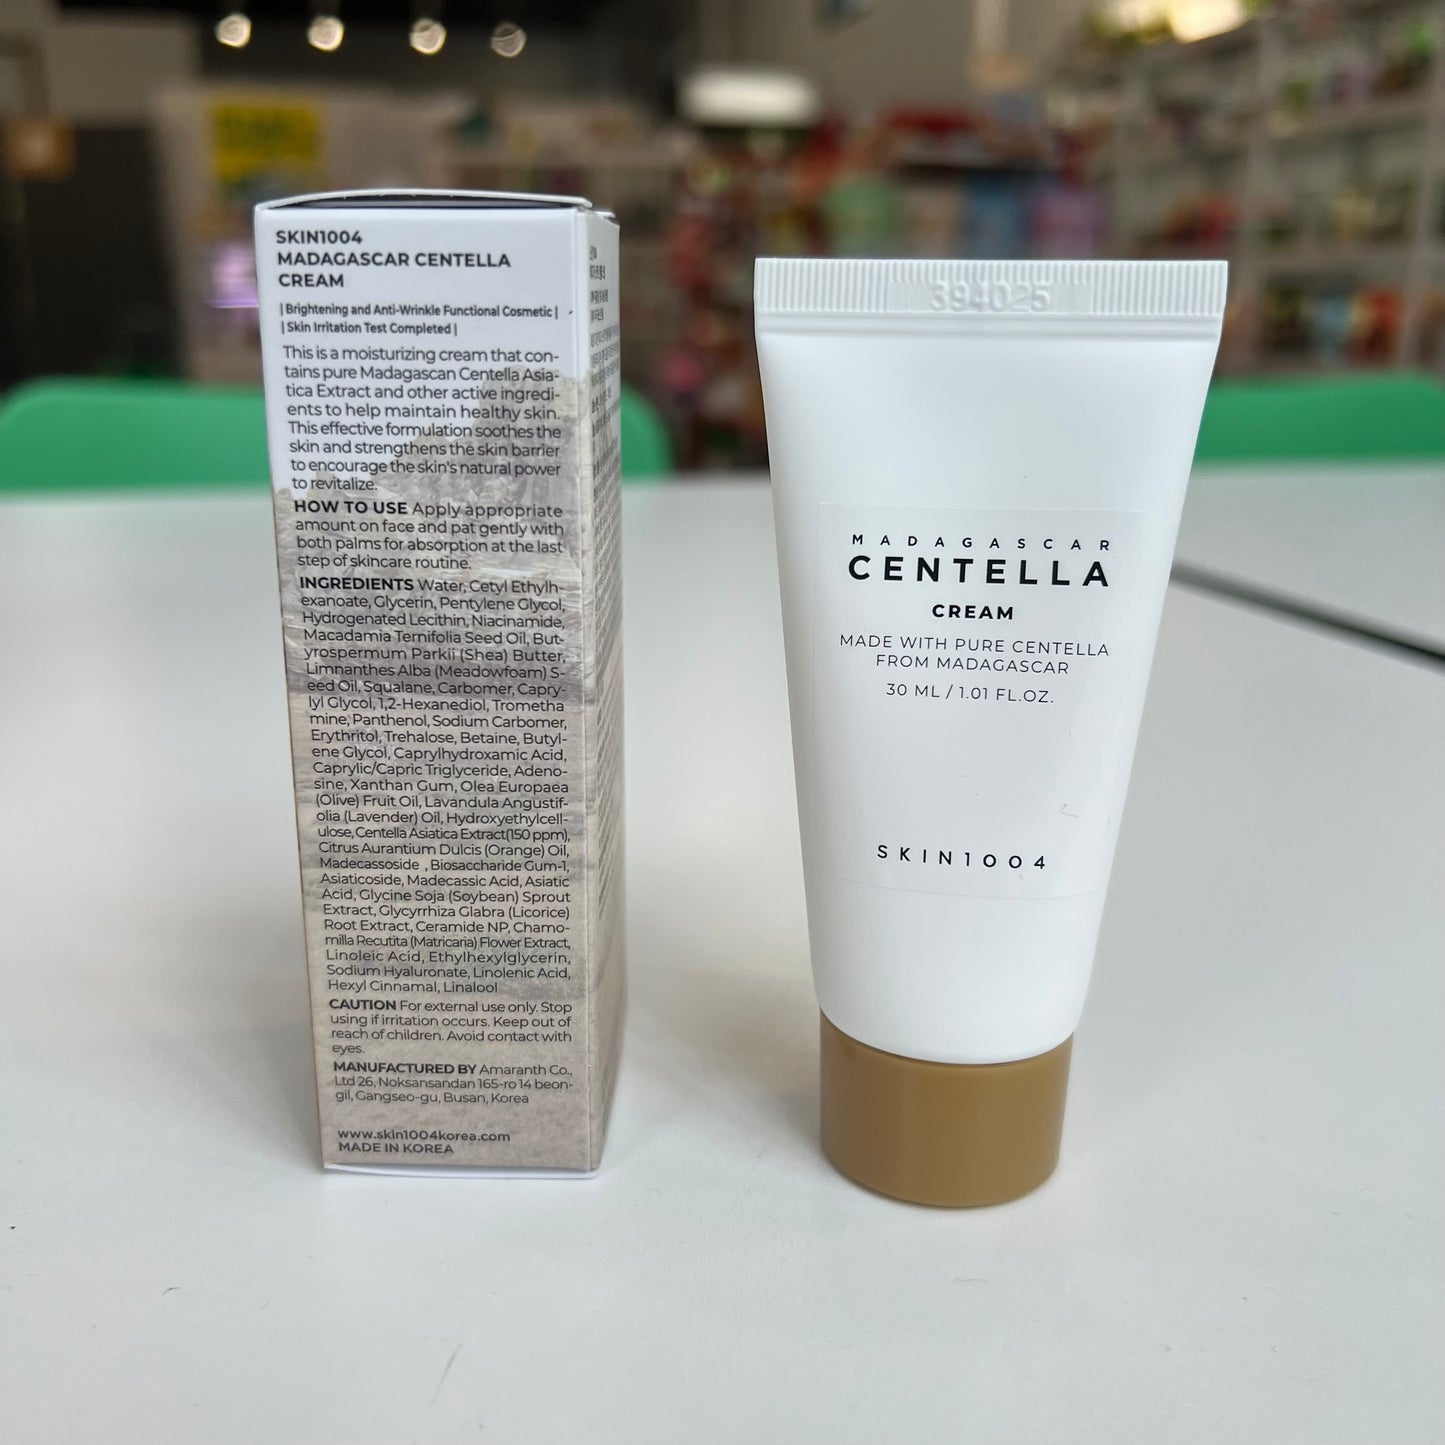 SKIN1004
MADAGASCAR CENTELLA
CREAM
| Brightening and Anti-Wrinkle Functional Cosmetic |
| Skin Irritation Test Completed |
This is a moisturizing cream that con-
tains pure Madagascan Centella Asia-
tica Extract and other active ingredi-
ents to help maintain healthy skin.
This effective formulation soothes the
skin and strengthens the skin barrier
to encourage the skin's natural power
to revitalize.
HOW TO USE Apply appropriate
amount on face and pat gently with
both palms for absorption at the last
step of skincare routine.
INGREDIENTS Water, Cetyl Ethylh-
exanoate, Glycerin, Pentylene Glycol,
Hydrogenated Lecithin, Niacinamide,
Macadamia Ternifolia Seed Oil, But-
yrospermum Parkii (Shea) Butter,
Limnanthes Alba (Meadowfoam) S-
eed Oil, Squalane, Carbomer, Capry-
lyl Glycol, 1,2-Hexanediol, Trometha
mine, Panthenol, Sodium Carbomer,
Erythritol, Trehalose, Betaine, Butyl-
ene Glycol, Caprylhydroxamic Acid,
Caprylic/Capric Triglyceride, Adeno-
sine, Xanthan Gum, Olea Europaea
(Olive) Fruit Oil, Lavandula Angustif-
olia (Lavender) Oil, Hydroxyethylcell-
ulose, Centella Asiatica Extract(150 ppm),
Citrus Aurantium Dulcis (Orange) Oil,
Madecassoside , Biosaccharide Gum-1,
Asiaticoside, Madecassic Acid, Asiatic
Acid, Glycine Soja (Soybean) Sprout
Extract, Glycyrrhiza Glabra (Licorice)
Root Extract, Ceramide NP, Chamo-
milla Recutita (Matricaria) Flower Extract,
Linoleic Acid, Ethylhexylglycerin,
Sodium Hyaluronate, Linolenic Acid,
Hexyl Cinnamal, Linalool
CAUTION For external use only. Stop
using if irritation occurs. Keep out of
reach of children. Avoid contact with
eyes.
MANUFACTURED BY Amaranth Co.,
Ltd 26, Noksansandan 165-ro 14 beon-
gil, Gangseo-gu, Busan, Korea
www.skin1004korea.com
MADE IN KOREA
394025
MADAGASCAR
CENTELLA
CREAM
MADE WITH PURE CENTELLA
FROM MADAGASCAR
30 ML / 1.01 FL.OZ.
SKIN1004